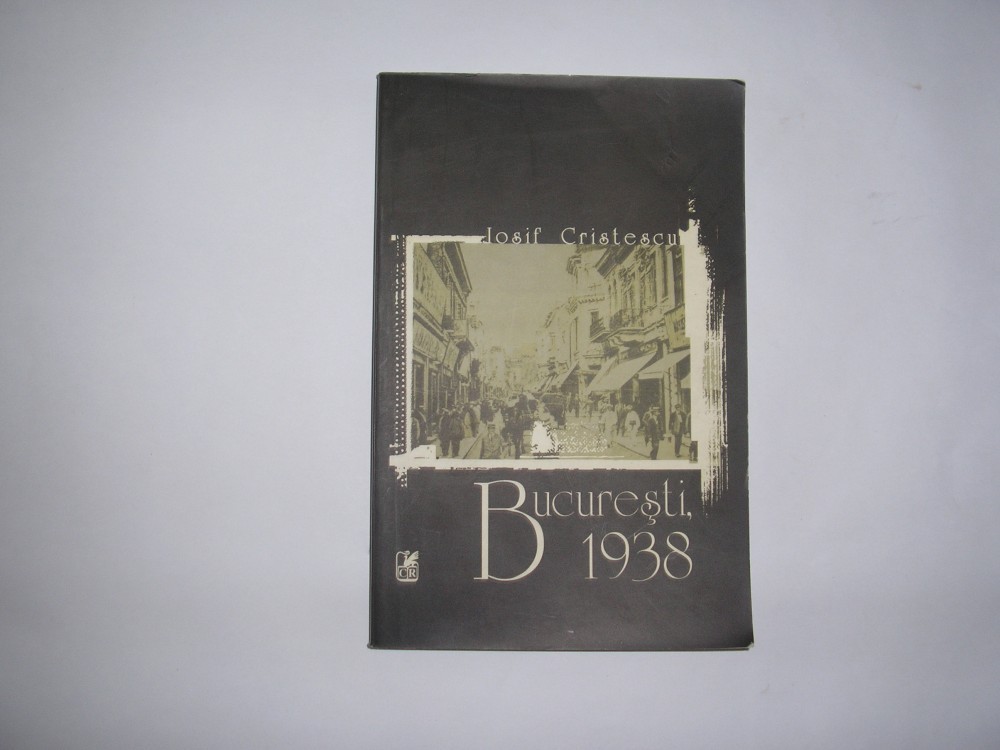 Iosif Cristescu
București,
1938
CR